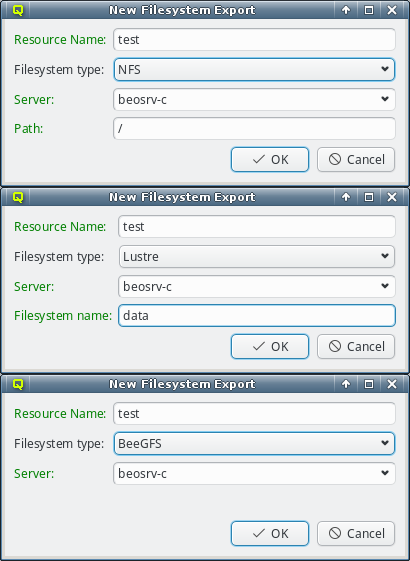 New Filesystem Export
Resource Name: test
Filesystem type: NFS
Server: beosrv-c
Path: /
OK Cancel
New Filesystem Export
Resource Name: test
Filesystem type: Lustre
Server: beosrv-c
Filesystem name: data
OK Cancel
New Filesystem Export
Resource Name: test
Filesystem type: BeeGFS
Server: beosrv-c
OK Cancel